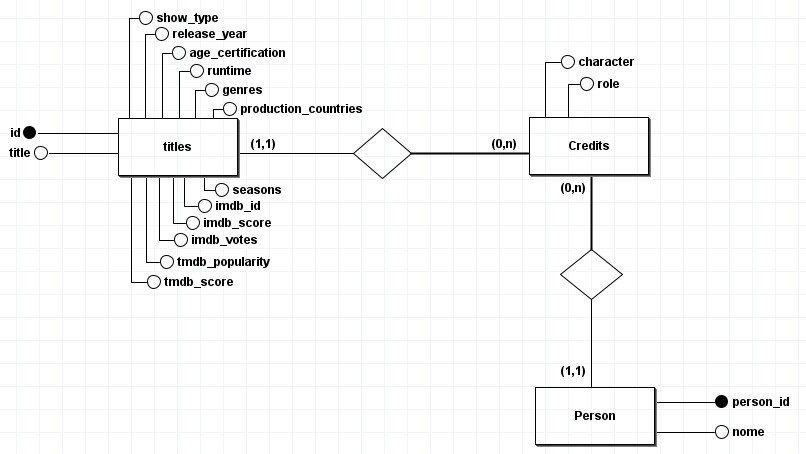 show_type
release_year
age_certification
runtime
genres
production_countries
id
title
titles
(1,1)
(0,n)
character
role
Credits
(0,n)
seasons
imdb_id
imdb_score
imdb_votes
tmdb_popularity
tmdb_score
(1,1)
Person
person_id
nome